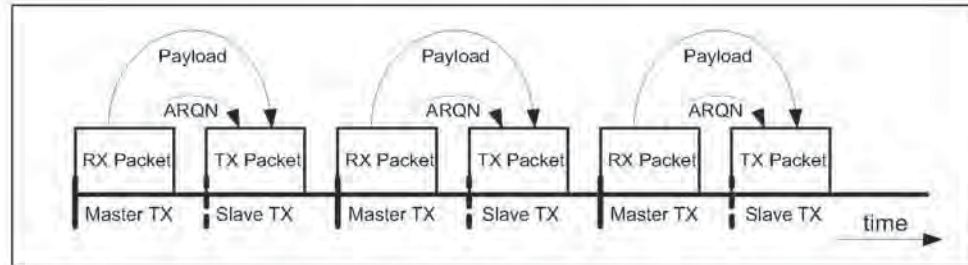 Payload Payload Payload
ARQN ARQN ARQN
RX Packet TX Packet RX Packet TX Packet RX Packet TX Packet
Master TX Slave TX Master TX Slave TX Master TX Slave TX
time